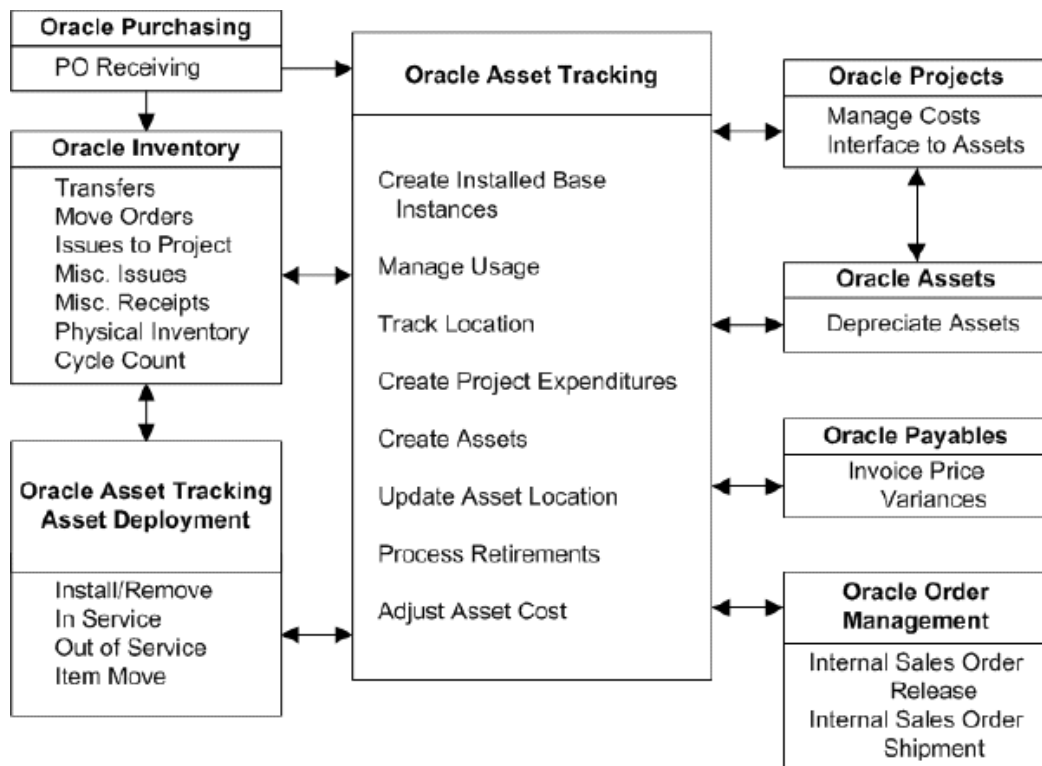 Oracle Purchasing
PO Receiving
Oracle Inventory
Transfers
Move Orders
Issues to Project
Misc. Issues
Misc. Receipts
Physical Inventory
Cycle Count
Oracle Asset Tracking
Asset Deployment
Install/Remove
In Service
Out of Service
Item Move
Oracle Asset Tracking
Create Installed Base
Instances
Manage Usage
Track Location
Create Project Expenditures
Create Assets
Update Asset Location
Process Retirements
Adjust Asset Cost
Oracle Projects
Manage Costs
Interface to Assets
Oracle Assets
Depreciate Assets
Oracle Payables
Invoice Price
Variances
Oracle Order
Management
Internal Sales Order
Release
Internal Sales Order
Shipment